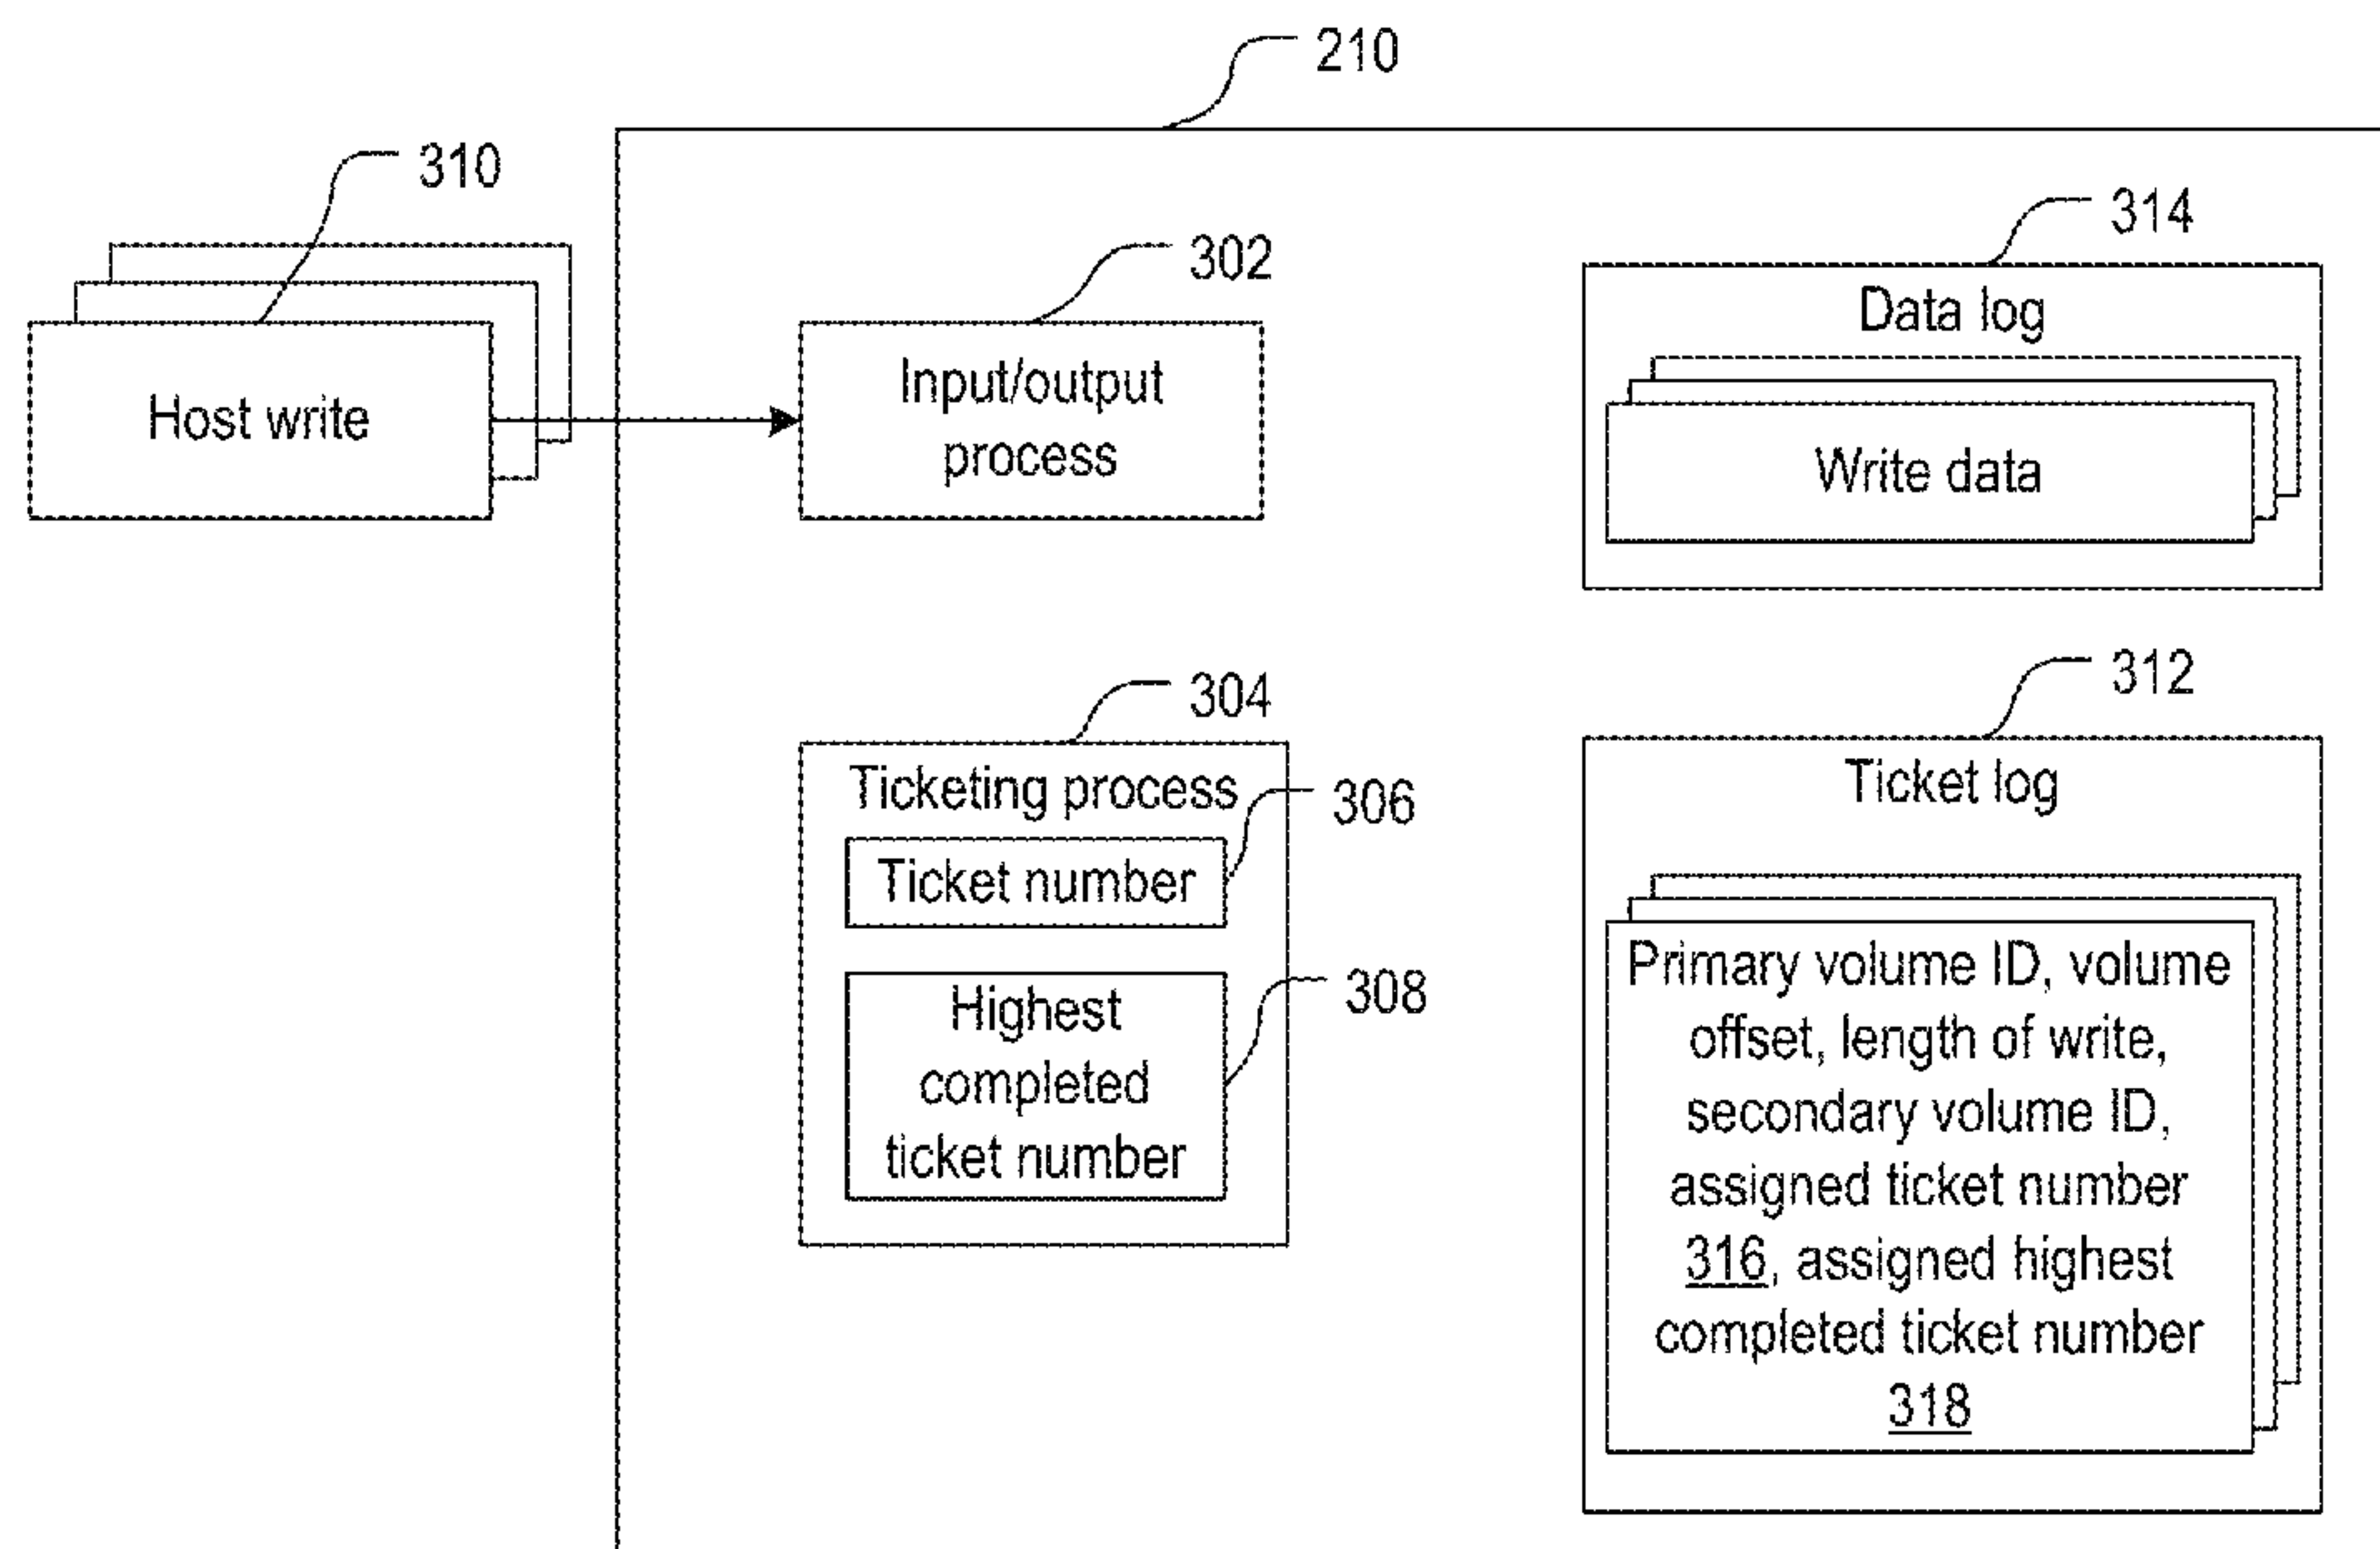 210
310
Host write
302
Input/output
process
314
Data log
Write data
304
Ticketing process
306
Ticket number
308
Highest
completed
ticket number
312
Ticket log
Primary volume ID, volume
offset, length of write,
secondary volume ID,
assigned ticket number
316, assigned highest
completed ticket number
318